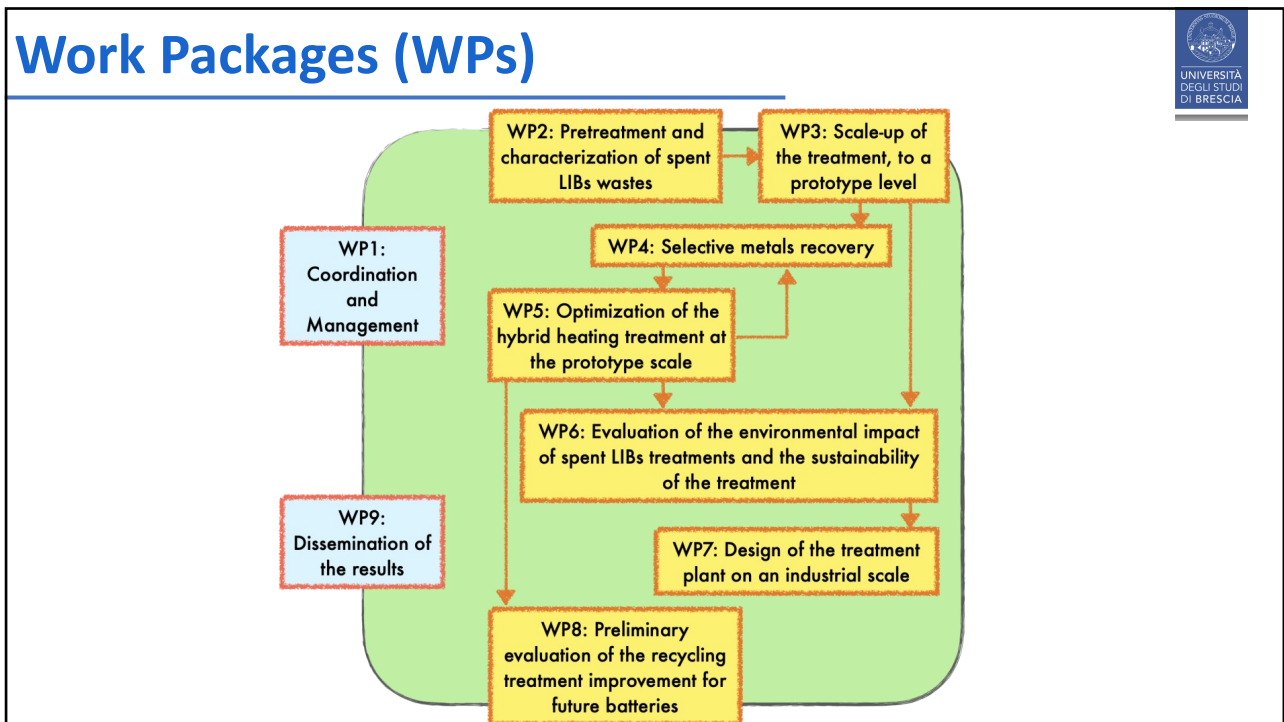 Work Packages (WPs)
UNIVERSITÀ
DEGLI STUDI
DI BRESCIA
WP2: Pretreatment and
characterization of spent
LIBs wastes
WP3: Scale-up of
the treatment, to a
prototype level
WP1:
Coordination
and
Management
WP4: Selective metals recovery
WP5: Optimization of the
hybrid heating treatment at
the prototype scale
WP6: Evaluation of the environmental impact
of spent LIBs treatments and the sustainability
of the treatment
WP9:
Dissemination of
the results
WP7: Design of the treatment
plant on an industrial scale
WP8: Preliminary
evaluation of the recycling
treatment improvement for
future batteries